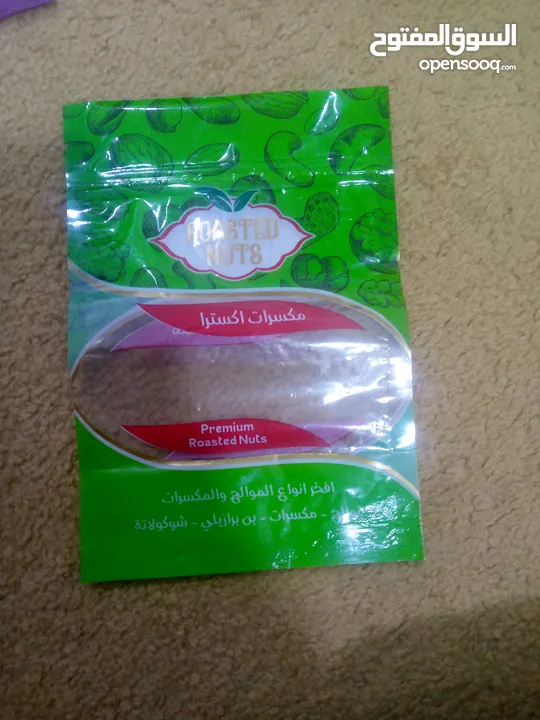 السوق المفتوح
opensooq.com
ROASTED
NUTS
مكسرات اكسترا
Premium
Roasted Nuts
افخر انواع الموالح والمكسرات
- مكسرات - بن برازيلي - شوكولاتة